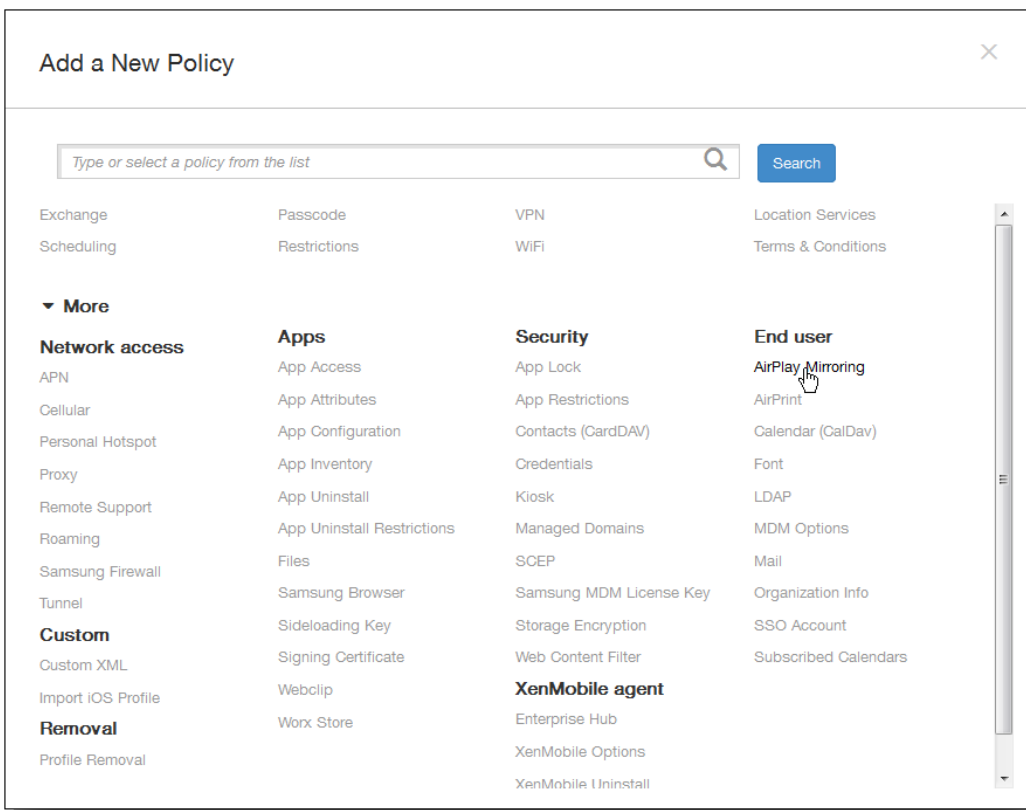 Add a New Policy
Type or select a policy from the list
Search
Exchange
Passcode
VPN
Location Services
Scheduling
Restrictions
WiFi
Terms & Conditions
More
Network access
APN
Cellular
Personal Hotspot
Proxy
Remote Support
Roaming
Samsung Firewall
Tunnel
Custom
Custom XML
Import iOS Profile
Removal
Profile Removal
Apps
App Access
App Attributes
App Configuration
App Inventory
App Uninstall
App Uninstall Restrictions
Files
Samsung Browser
Sideloading Key
Signing Certificate
Webclip
Worx Store
Security
App Lock
App Restrictions
Contacts (CardDAV)
Credentials
Kiosk
Managed Domains
SCEP
Samsung MDM License Key
Storage Encryption
Web Content Filter
XenMobile agent
Enterprise Hub
XenMobile Options
XenMobile Uninstall
End user
AirPlay Mirroring
AirPrint
Calendar (CalDav)
Font
LDAP
MDM Options
Mail
Organization Info
SSO Account
Subscribed Calendars